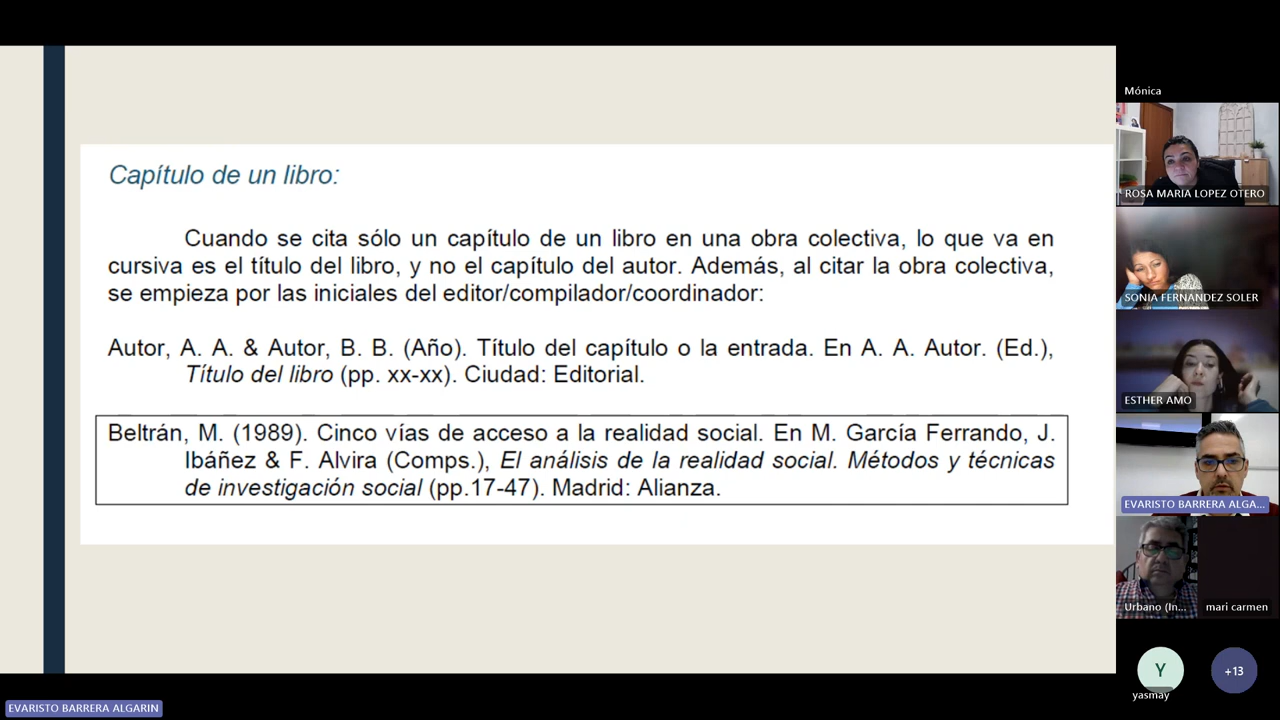 Capítulo de un libro:
Cuando se cita sólo un capítulo de un libro en una obra colectiva, lo que va en
cursiva es el título del libro, y no el capítulo del autor. Además, al citar la obra colectiva,
se empieza por las iniciales del editor/compilador/coordinador:
Autor, A. A. & Autor, B. B. (Año). Título del capítulo o la entrada. En A. A. Autor. (Ed.),
Título del libro (pp. xx-xx). Ciudad: Editorial.
Beltrán, M. (1989). Cinco vías de acceso a la realidad social. En M. García Ferrando, J.
Ibáñez & F. Alvira (Comps.), El análisis de la realidad social. Métodos y técnicas
de investigación social (pp.17-47). Madrid: Alianza.
Mónica
ROSA MARIA LOPEZ OTERO
SONIA FERNANDEZ SOLER
ESTHER AMO
EVARISTO BARRERA ALGA...
Urbano (In...
mari carmen
Y
yasmay
+13
EVARISTO BARRERA ALGARIN